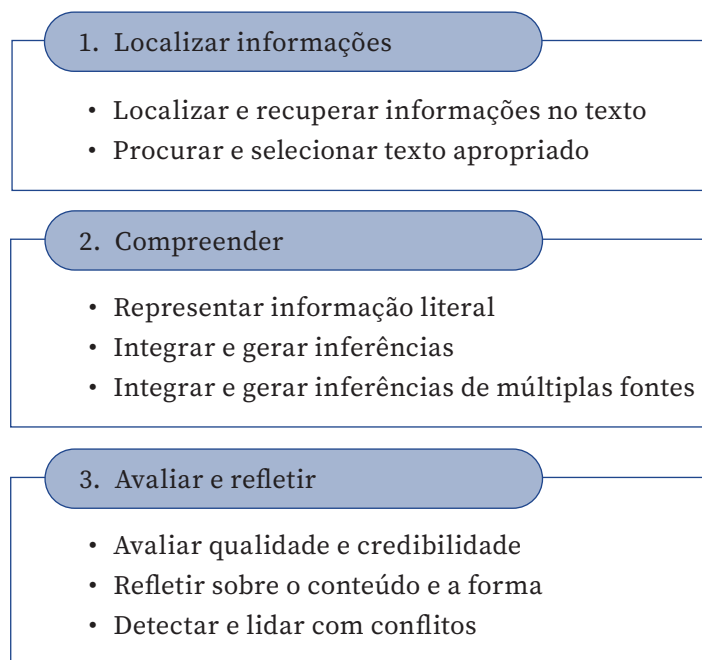 1. Localizar informações
• Localizar e recuperar informações no texto
• Procurar e selecionar texto apropriado
2. Compreender
• Representar informação literal
• Integrar e gerar inferências
• Integrar e gerar inferências de múltiplas fontes
3. Avaliar e refletir
• Avaliar qualidade e credibilidade
• Refletir sobre o conteúdo e a forma
• Detectar e lidar com conflitos